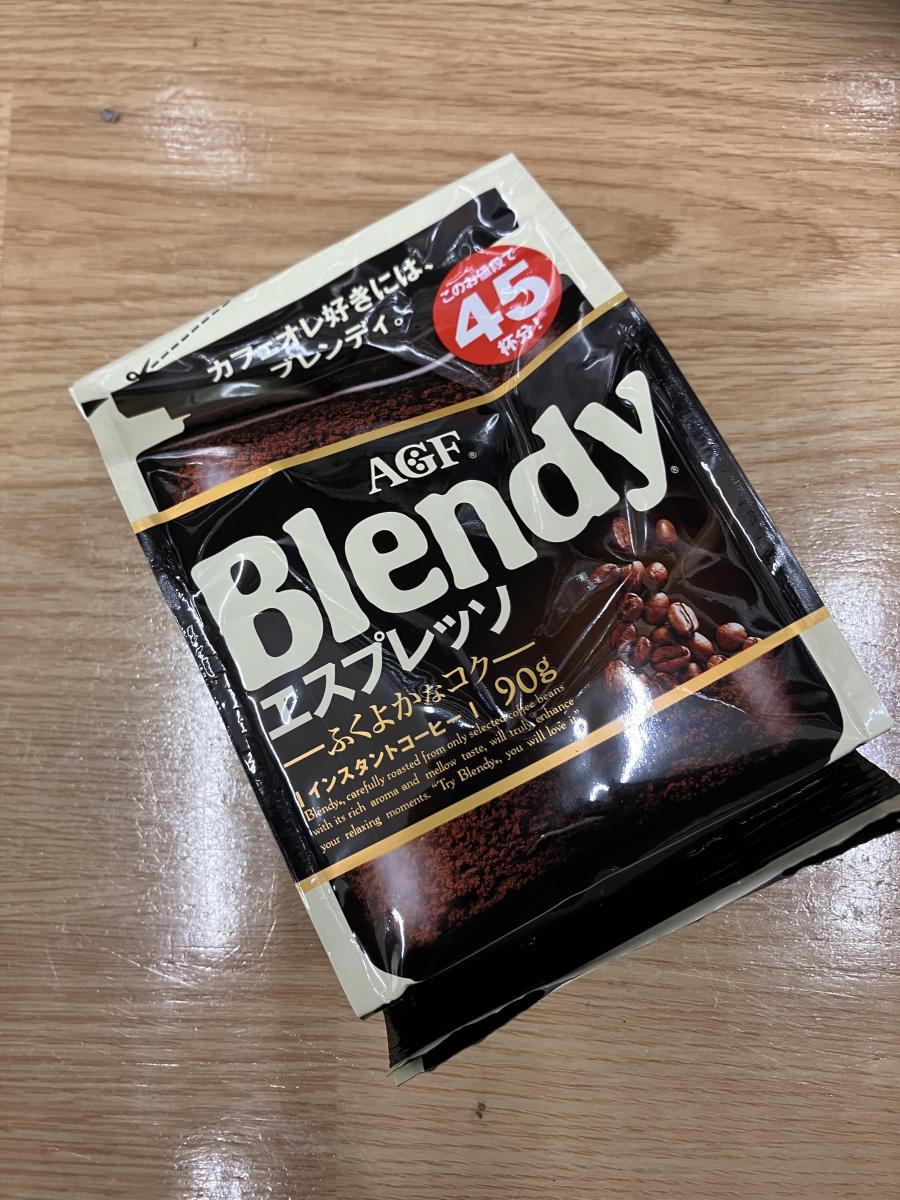 カフェオレ好きには、
ブレンディ。
このお値段で
45
杯分!
AGF®
Blendy®
エスプレッソ
ふくよかなコク
インスタントコーヒー 90g
Blendy®, carefully roasted from only selected coffee beans
with its rich aroma and mellow taste, will truly enhance
your relaxing moments. "Try Blendy®, you will love it"